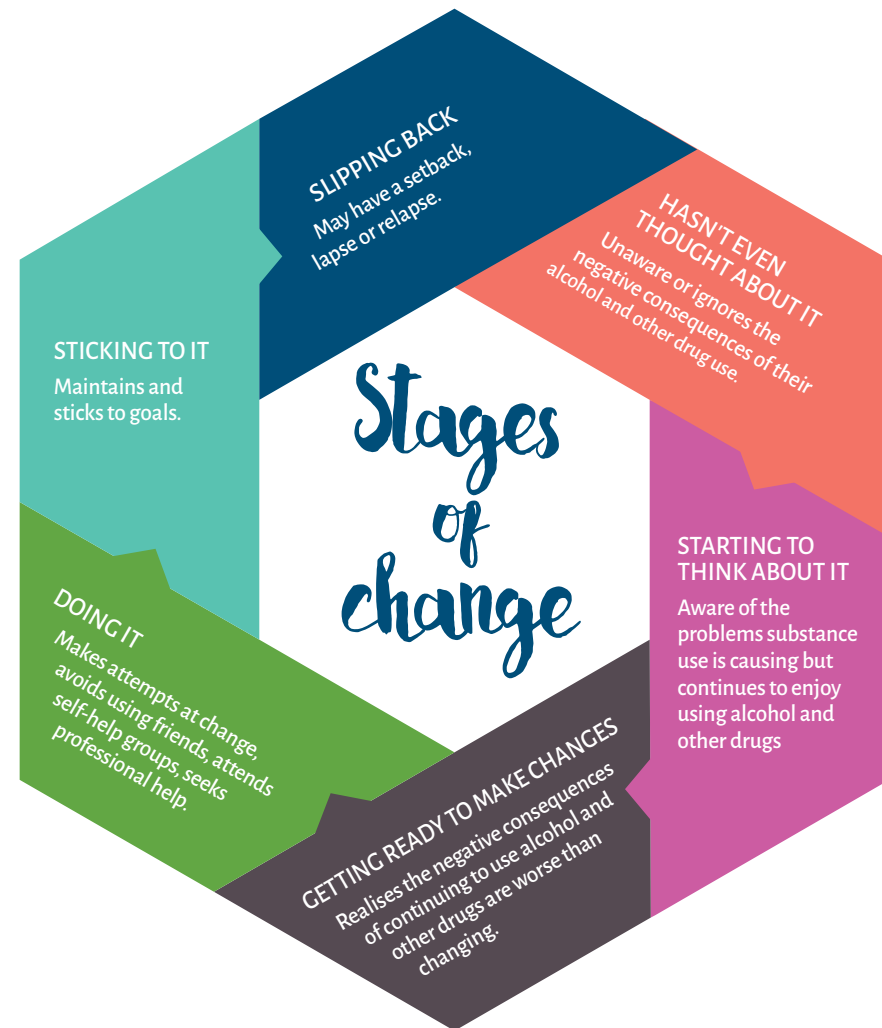 SLIPPING BACK
May have a setback,
lapse or relapse.
HASN'T EVEN
THOUGHT ABOUT IT
Unaware or ignores the
negative consequences of their
alcohol and other drug use.
STICKING TO IT
Maintains and
sticks to goals.
Stages
of
change
STARTING TO
THINK ABOUT IT
Aware of the
problems substance
use is causing but
continues to enjoy
using alcohol and
other drugs
DOING IT
Makes attempts at change,
avoids using friends, attends
self-help groups, seeks
professional help.
GETTING READY TO MAKE CHANGES
Realises the negative consequences
of continuing to use alcohol and
other drugs are worse than
changing.